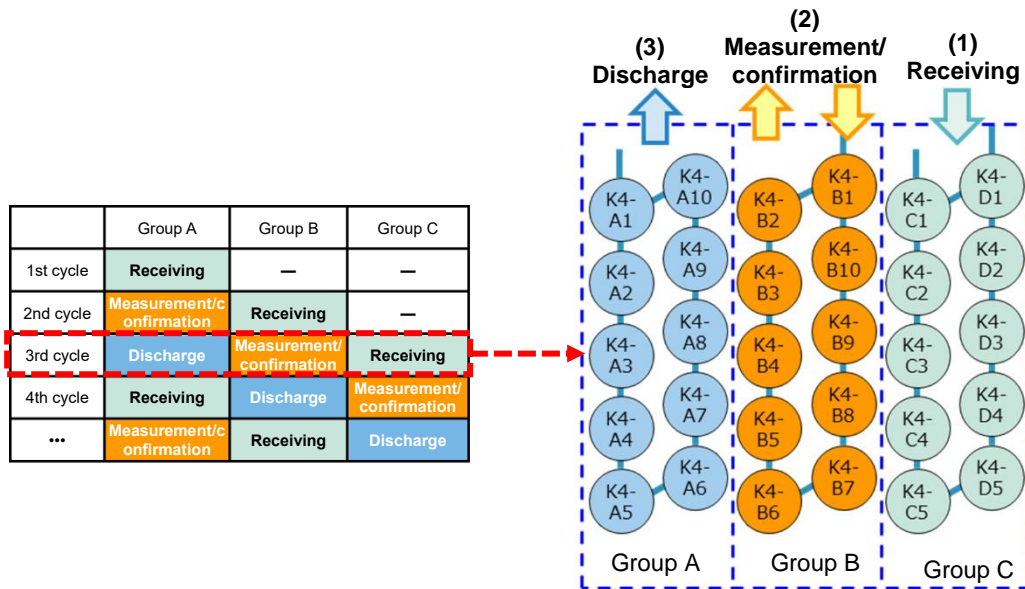 (3)
Discharge
(2)
Measurement/
confirmation
(1)
Receiving
Group A
Group B
Group C
1st cycle
Receiving
—
—
2nd cycle
Measurement/c
onfirmation
Receiving
—
3rd cycle
Discharge
Measurement/
confirmation
Receiving
4th cycle
Receiving
Discharge
Measurement/
confirmation
•••
Measurement/c
onfirmation
Receiving
Discharge
K4-
A1
K4-
A10
K4-
A2
K4-
A9
K4-
A3
K4-
A8
K4-
A4
K4-
A7
K4-
A5
K4-
A6
Group A
K4-
B2
K4-
B1
K4-
B3
K4-
B10
K4-
B4
K4-
B9
K4-
B5
K4-
B8
K4-
B6
K4-
B7
Group B
K4-
C1
K4-
D1
K4-
C2
K4-
D2
K4-
C3
K4-
D3
K4-
C4
K4-
D4
K4-
C5
K4-
D5
Group C